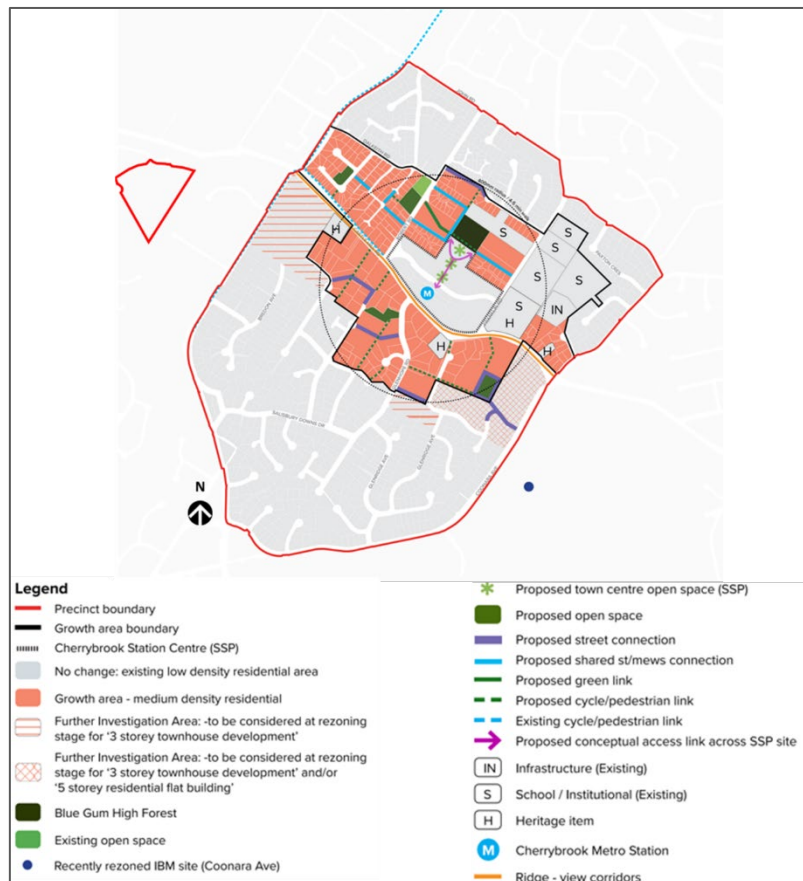 S
S
S
S
S
H
IN
M
S
H
H
H
SALISBURY DOWNS DR
GLENRIDGE AVE
N
Legend
Precinct boundary
Growth area boundary
Cherrybrook Station Centre (SSP)
No change: existing low density residential area
Growth area - medium density residential
Further Investigation Area: -to be considered at rezoning
stage for ‘3 storey townhouse development’
Further Investigation Area: -to be considered at rezoning
stage for ‘3 storey townhouse development’ and/or
‘5 storey residential flat building’
Blue Gum High Forest
Existing open space
Recently rezoned IBM site (Coonara Ave)
Proposed town centre open space (SSP)
Proposed open space
Proposed street connection
Proposed shared st/mews connection
Proposed green link
Proposed cycle/pedestrian link
Existing cycle/pedestrian link
Proposed conceptual access link across SSP site
IN Infrastructure (Existing)
S School / Institutional (Existing)
H Heritage item
M Cherrybrook Metro Station
Ridge - view corridors